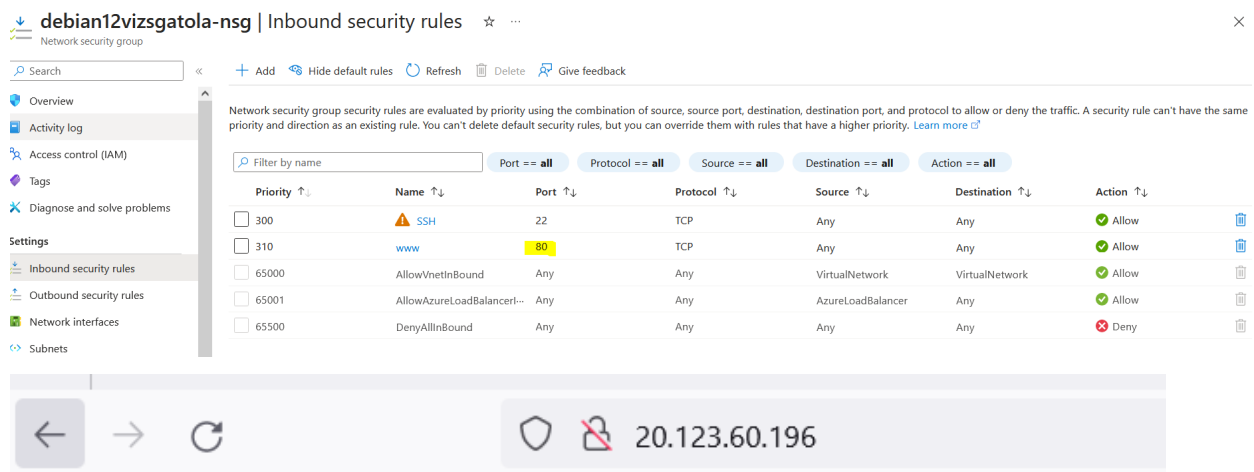 debian12vizsgatola-nsg | Inbound security rules
Network security group
Search
Add Hide default rules Refresh Delete Give feedback
Overview
Activity log
Access control (IAM)
Tags
Diagnose and solve problems
Settings
Inbound security rules
Outbound security rules
Network interfaces
Subnets
Network security group security rules are evaluated by priority using the combination of source, source port, destination, destination port, and protocol to allow or deny the traffic. A security rule can't have the same
priority and direction as an existing rule. You can't delete default security rules, but you can override them with rules that have a higher priority. Learn more
Filter by name Port == all Protocol == all Source == all Destination == all Action == all
Priority Name Port Protocol Source Destination Action
300 SSH 22 TCP Any Any Allow
310 www 80 TCP Any Any Allow
65000 AllowVnetInBound Any Any VirtualNetwork VirtualNetwork Allow
65001 AllowAzureLoadBalancerI... Any Any AzureLoadBalancer Any Allow
65500 DenyAllInBound Any Any Any Any Deny
20.123.60.196